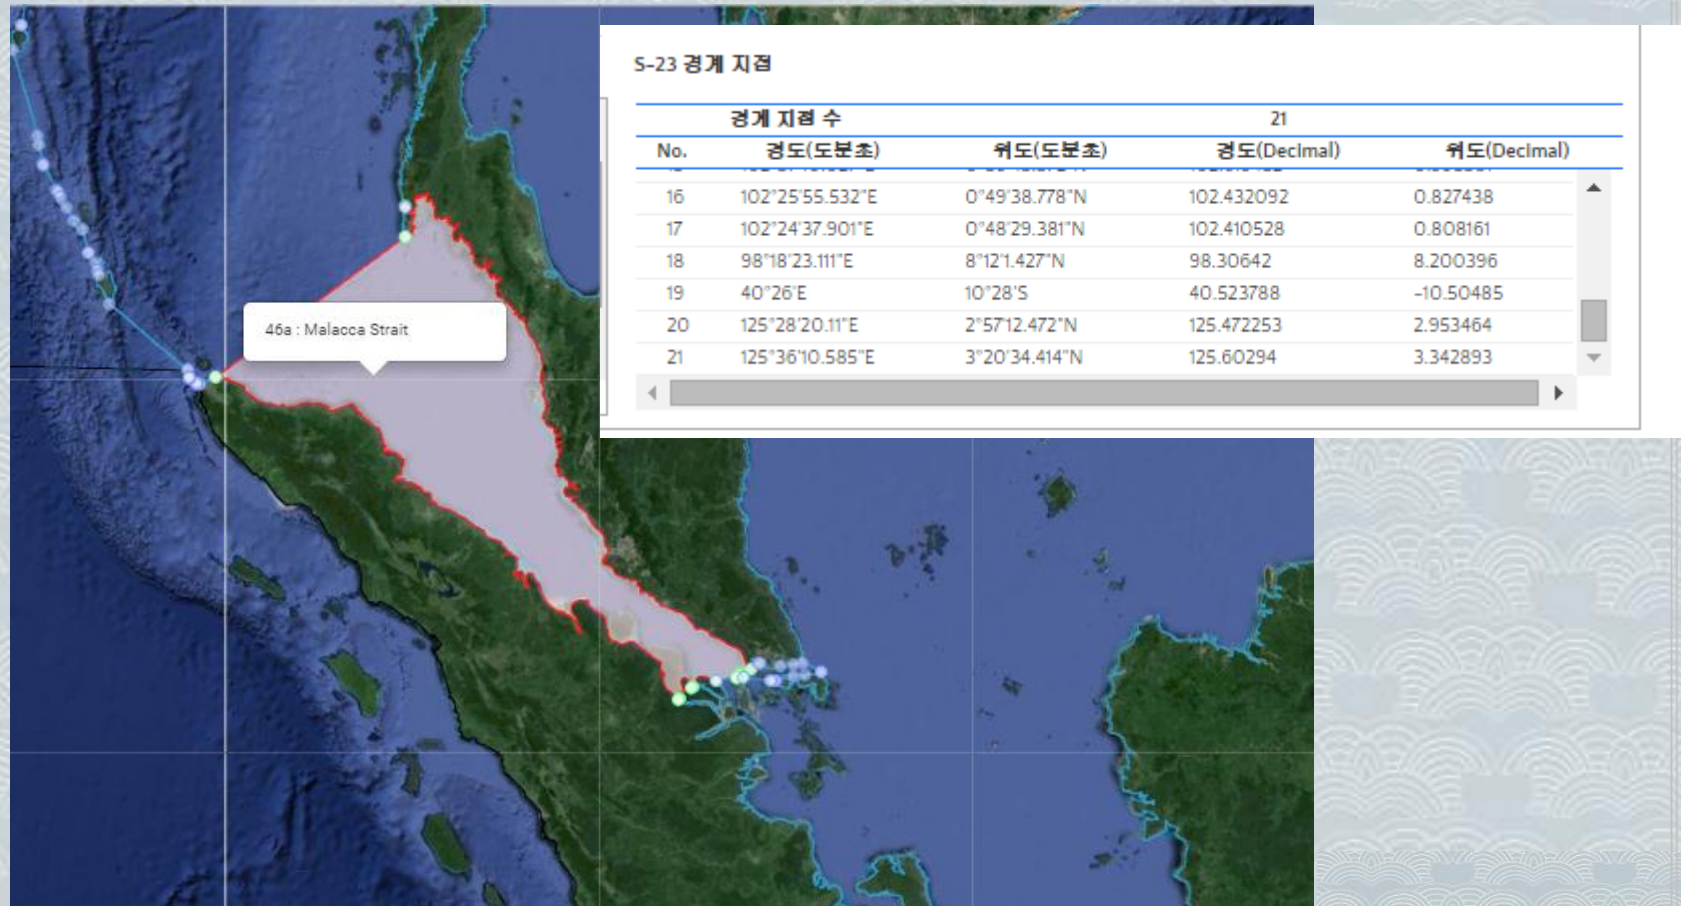 S-23 경계 지점
경계 지점 수 21
No. 경도(도분초)위도(도분초) 경도(Decimal) 위도(Decimal)
16 102°25'55.532"E 0°49'38.778"N 102.432092 0.827438
17 102°24'37.901"E 0°48'29.381"N 102.410528 0.808161
18 98°18'23.111"E 8°12'1.427"N 98.30642 8.200396
19 40°26'E 10°28'S 40.523788 -10.50485
20 125°28'20.11"E 2°57'12.472"N 125.472253 2.953464
21 125°36'10.585"E 3°20'34.414"N 125.60294 3.342893
46a : Malacca Strait